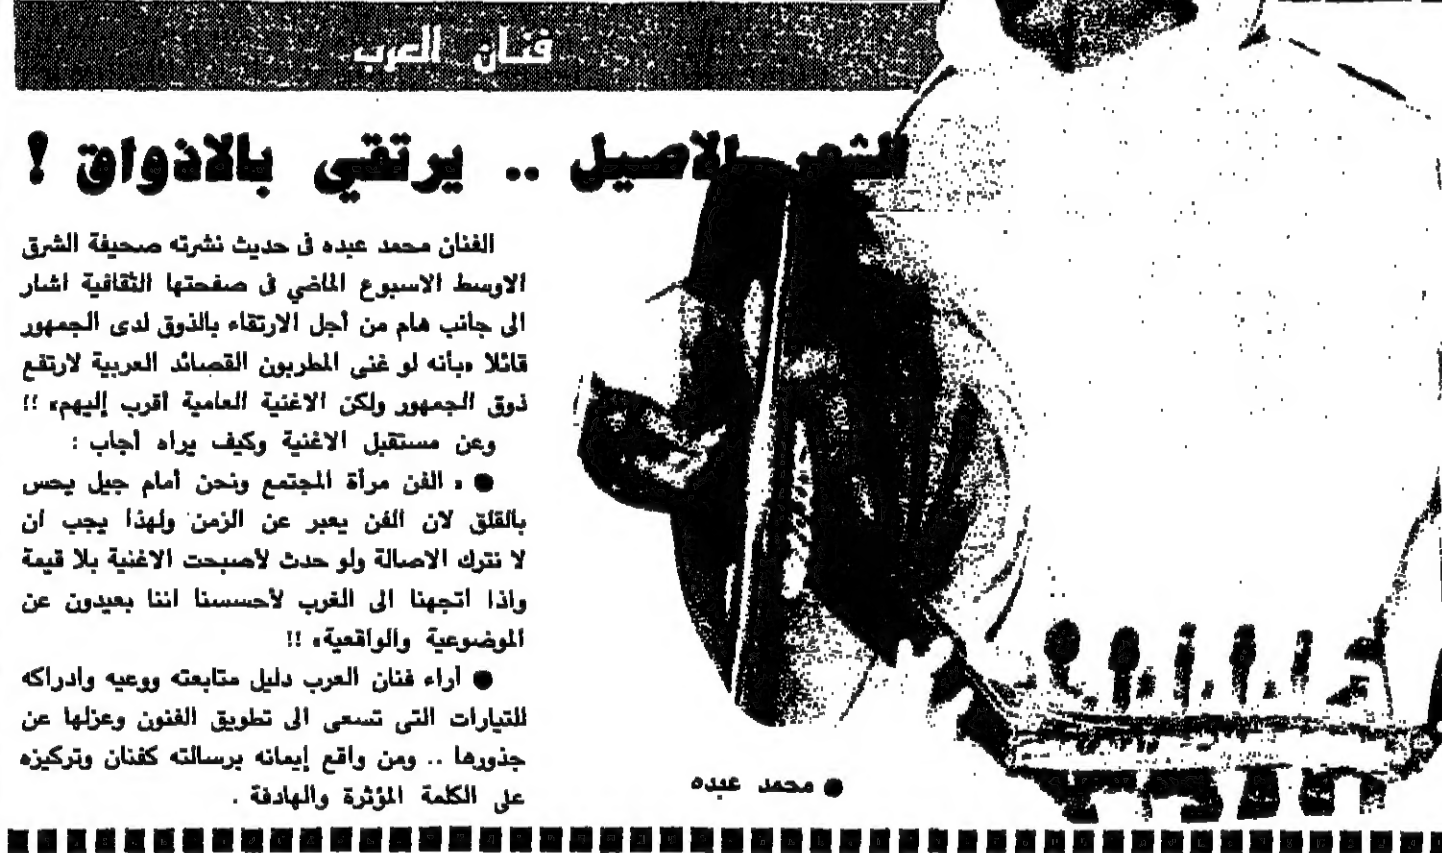 فنان العرب
الشعر الاصيل .. يرتقي بالاذواق !
الفنان محمد عبده في حديث نشرته صحيفة الشرق
الاوسط الاسبوع الماضي في صفحتها الثقافية اشار
الى جانب هام من أجل الارتقاء بالذوق لدى الجمهور
قائلا «بأنه لو غنى المطربون القصائد العربية لارتفع
ذوق الجمهور ولكن الاغنية العامية اقرب إليهم» !!
وعن مستقبل الاغنية وكيف يراه أجاب :
● « الفن مرأة المجتمع ونحن أمام جيل يحس
بالقلق لان الفن يعبر عن الزمن ولهذا يجب ان
لا نترك الاصالة ولو حدث لأصبحت الاغنية بلا قيمة
واذا اتجهنا الى الغرب لأحسسنا اننا بعيدون عن
الموضوعية والواقعية» !!
● أراء فنان العرب دليل متابعته ووعيه وادراكه
للتيارات التي تسعى الى تطويق الفنون وعزلها عن
جذورها .. ومن واقع إيمانه برسالته كفنان وتركيزه
على الكلمة المؤثرة والهادفة .
● محمد عبده